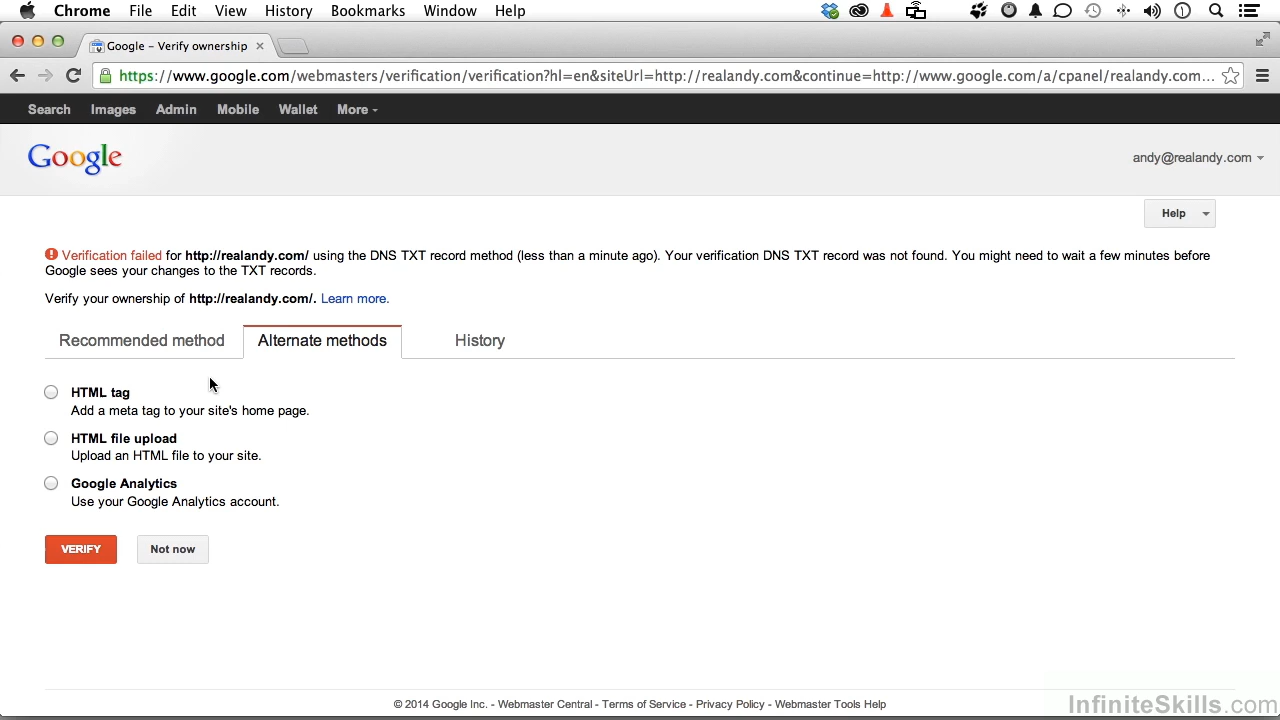 Chrome File Edit View History Bookmarks Window Help
Google – Verify ownership
https://www.google.com/webmasters/verification/verification?hl=en&siteUrl=http://realandy.com&continue=http://www.google.com/a/cpanel/realandy.com...
Search Images Admin Mobile Wallet More
Google
andy@realandy.com
Help
Verification failed for http://realandy.com/ using the DNS TXT record method (less than a minute ago). Your verification DNS TXT record was not found. You might need to wait a few minutes before
Google sees your changes to the TXT records.
Verify your ownership of http://realandy.com/. Learn more.
Recommended method Alternate methods History
HTML tag
Add a meta tag to your site's home page.
HTML file upload
Upload an HTML file to your site.
Google Analytics
Use your Google Analytics account.
VERIFY Not now
© 2014 Google Inc. - Webmaster Central - Terms of Service - Privacy Policy - Webmaster Tools Help
InfiniteSkills.com